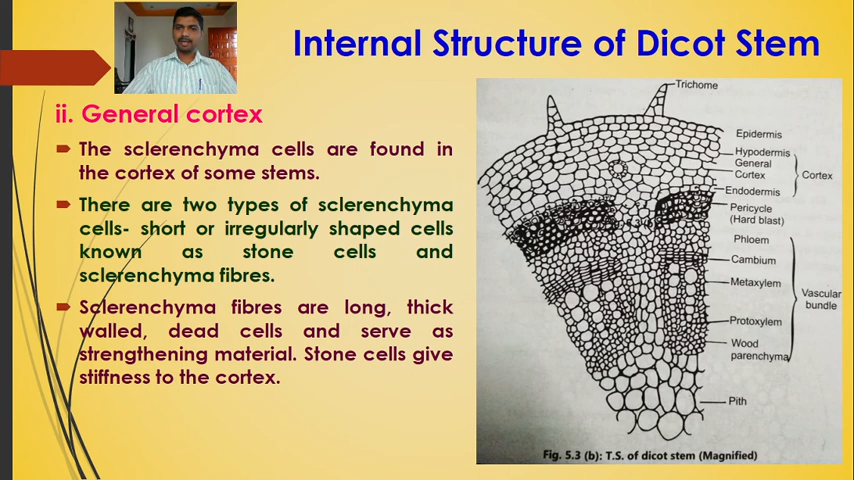 Internal Structure of Dicot Stem
ii. General cortex
The sclerenchyma cells are found in
the cortex of some stems.
There are two types of sclerenchyma
cells- short or irregularly shaped cells
known as stone cells and
sclerenchyma fibres.
Sclerenchyma fibres are long, thick
walled, dead cells and serve as
strengthening material. Stone cells give
stiffness to the cortex.
Trichome
Epidermis
Hypodermis
General
Cortex
Cortex
Endodermis
Pericycle
(Hard blast)
Phloem
Cambium
Metaxylem
Vascular
bundle
Protoxylem
Wood
parenchyma
Pith
Fig. 5.3 (b): T.S. of dicot stem (Magnified)